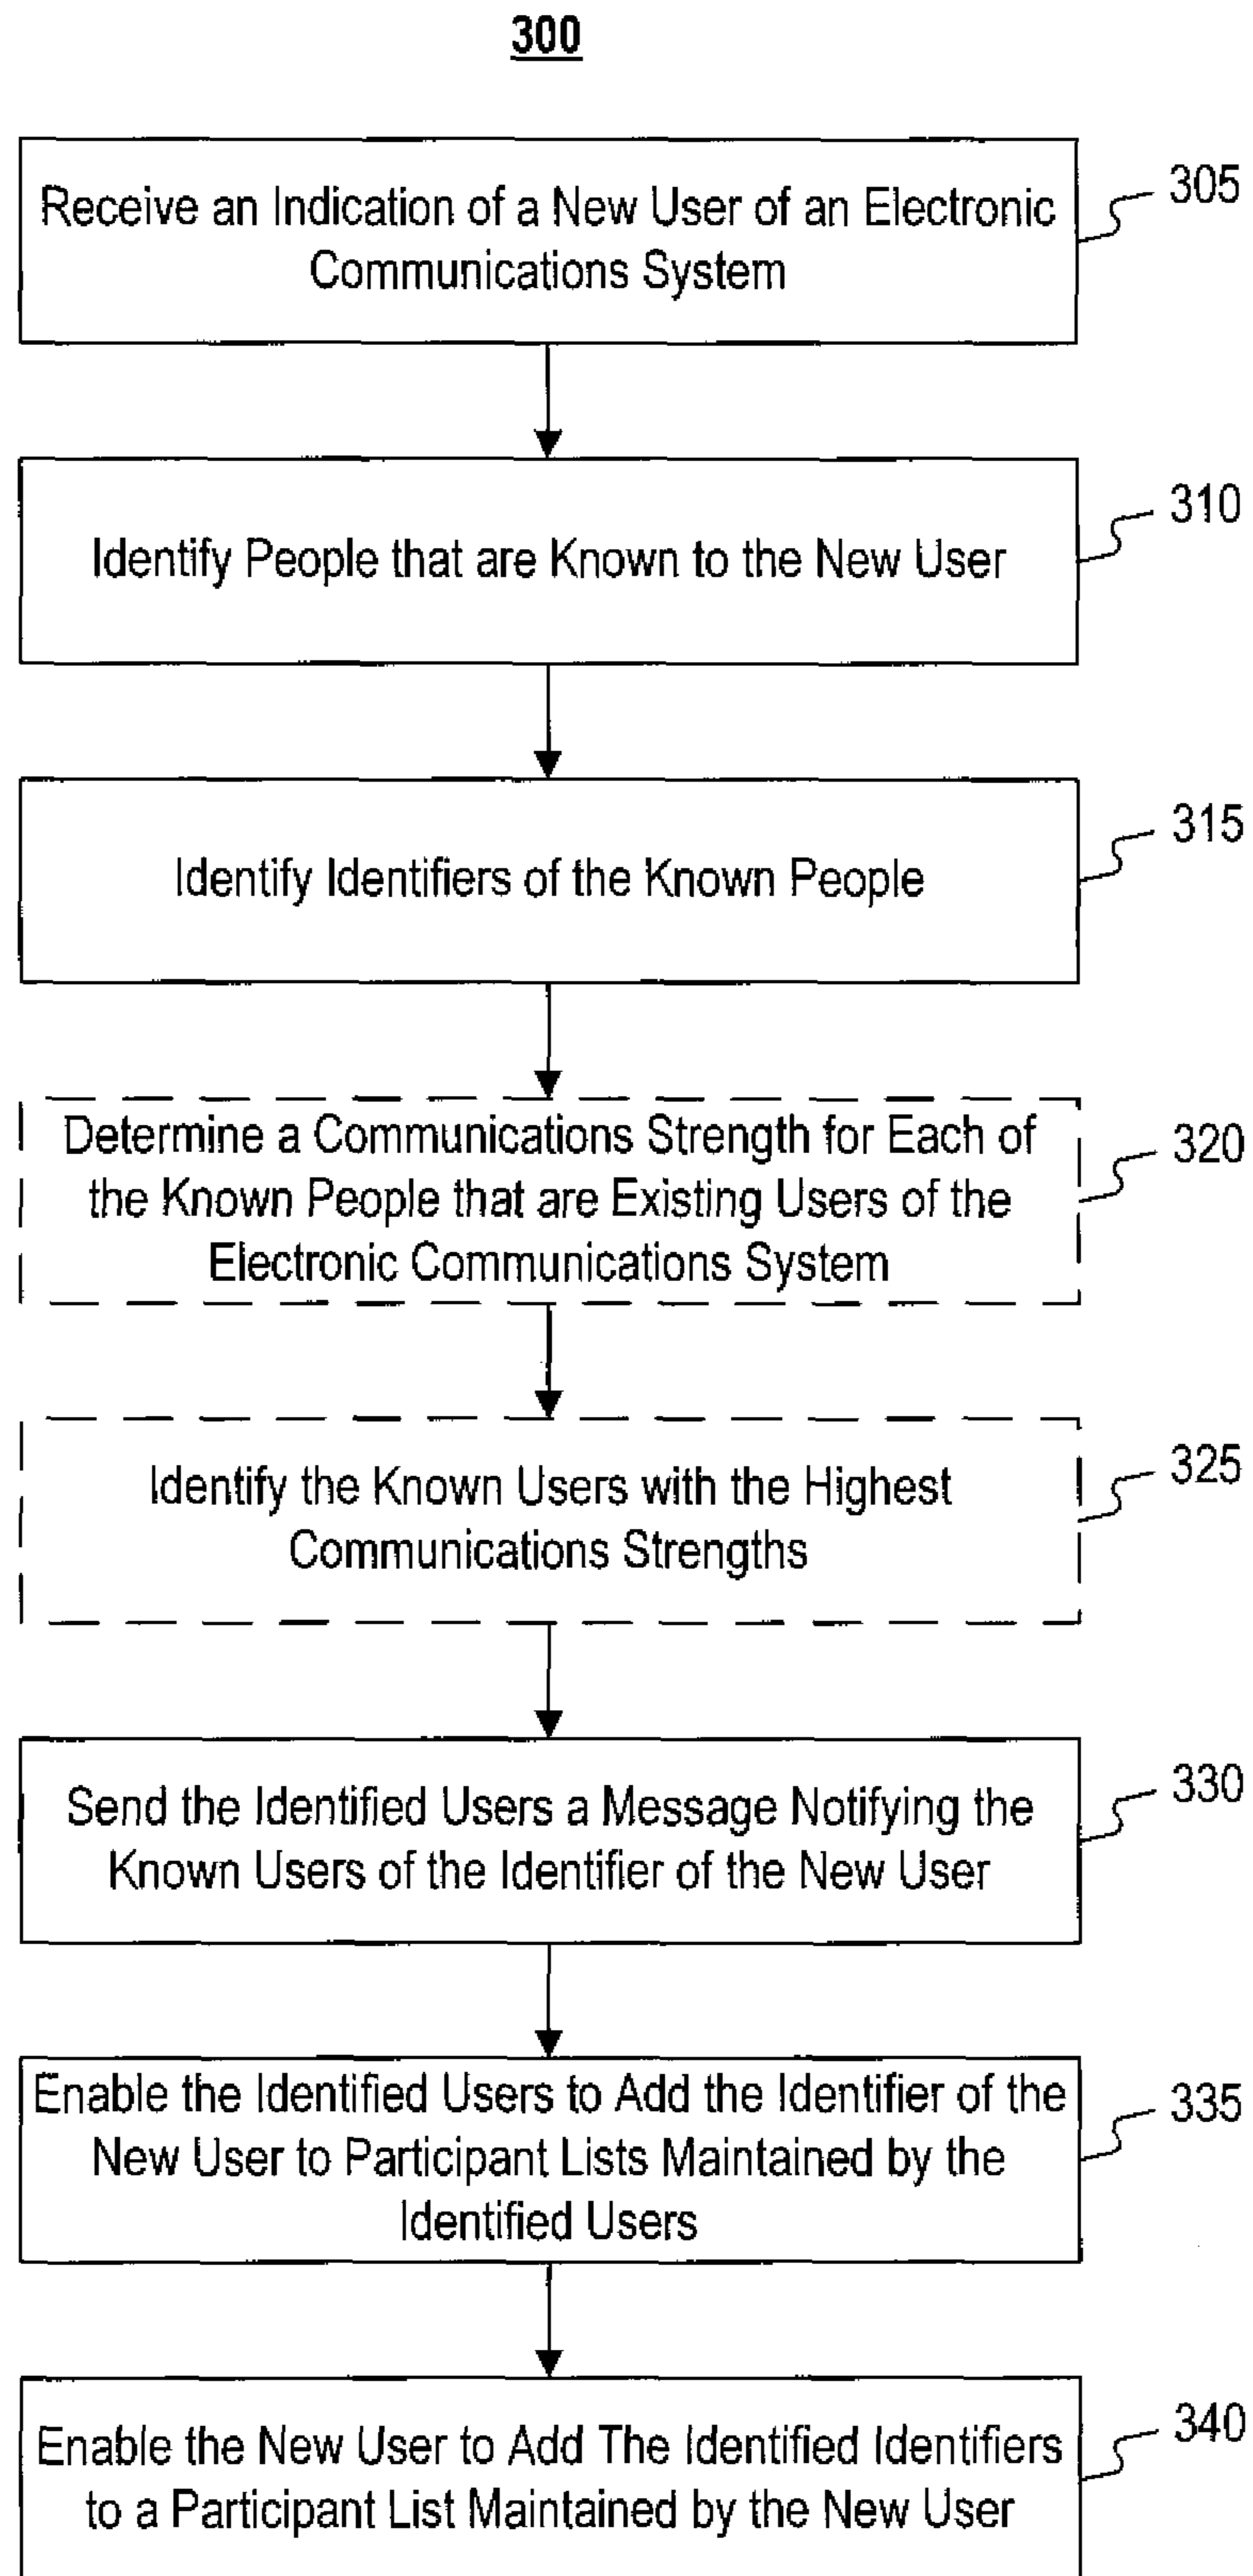 300
Receive an Indication of a New User of an Electronic
Communications System
305
Identify People that are Known to the New User
310
Identify Identifiers of the Known People
315
Determine a Communications Strength for Each of
the Known People that are Existing Users of the
Electronic Communications System
320
Identify the Known Users with the Highest
Communications Strengths
325
Send the Identified Users a Message Notifying the
Known Users of the Identifier of the New User
330
Enable the Identified Users to Add the Identifier of the
New User to Participant Lists Maintained by the
Identified Users
335
Enable the New User to Add The Identified Identifiers
to a Participant List Maintained by the New User
340